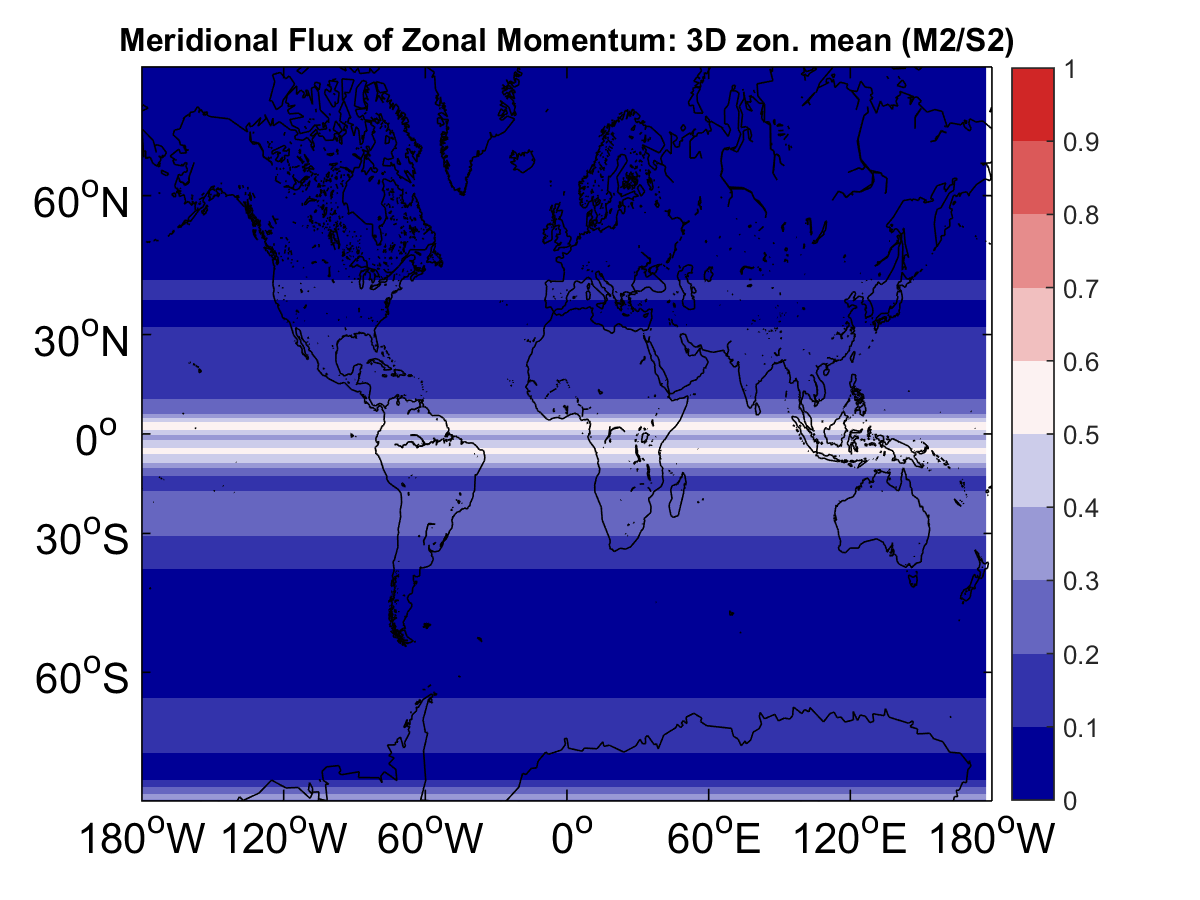 Meridional Flux of Zonal Momentum: 3D zon. mean (M2/S2)
60oN
30oN
0o
30oS
60oS
180oW 120oW 60oW 0o 60oE 120oE 180oW
1
0.9
0.8
0.7
0.6
0.5
0.4
0.3
0.2
0.1
0